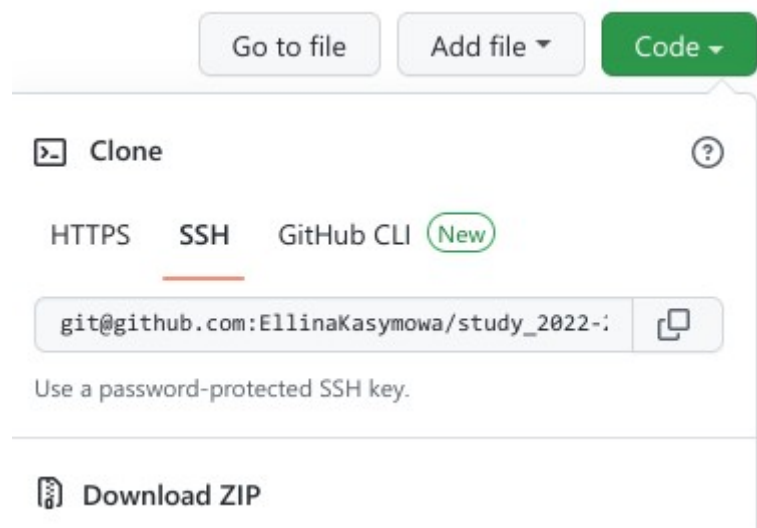 Go to file Add file Code
Clone
HTTPS SSH GitHub CLI New
git@github.com:EllinaKasymowa/study_2022-
Use a password-protected SSH key.
Download ZIP